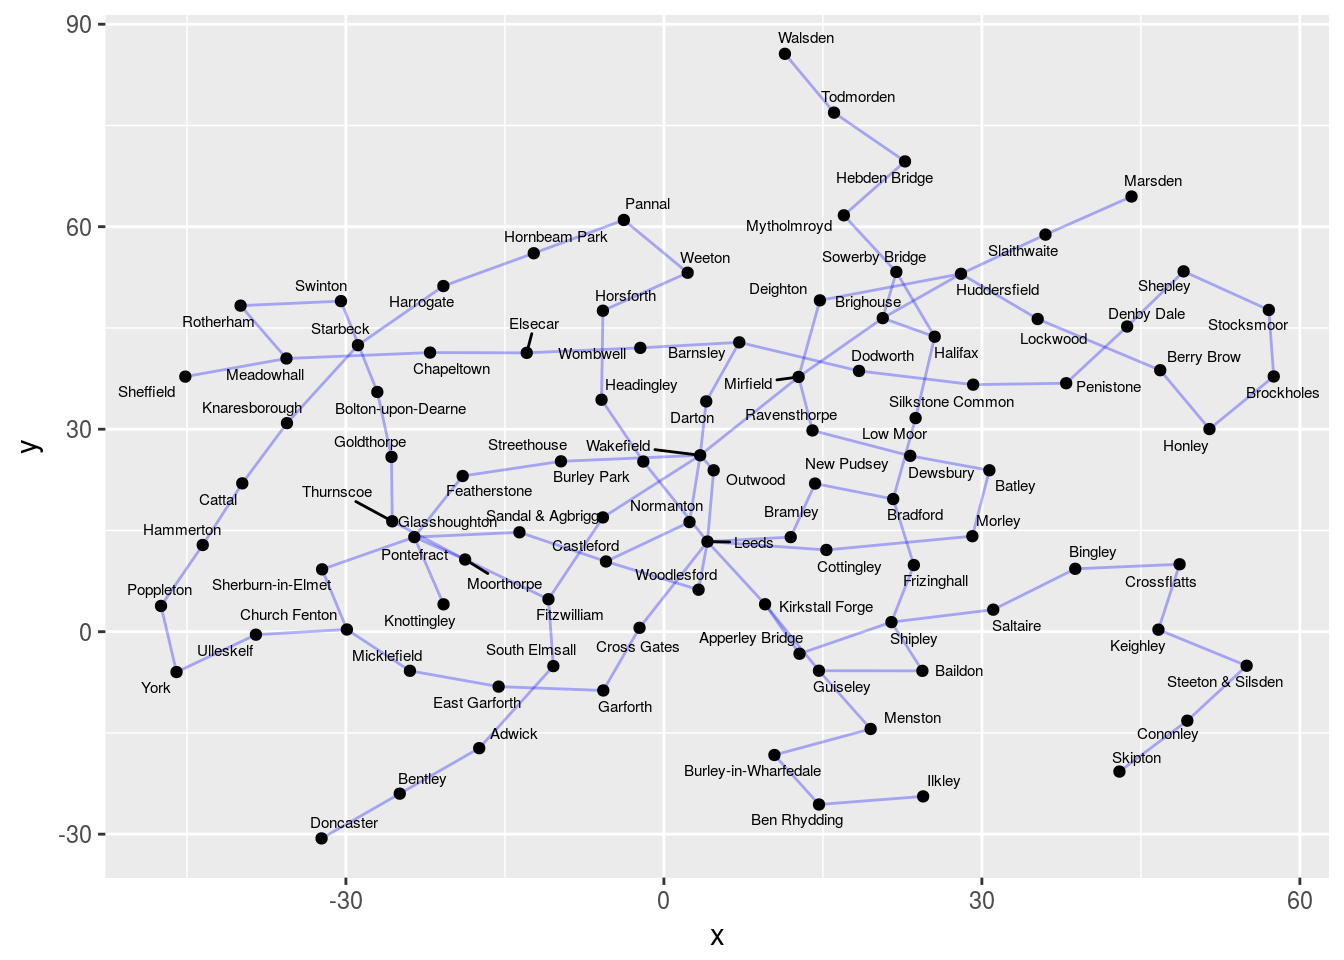 90
Walsden
Todmorden
Hebden Bridge
Marsden
Pannal
60
Mytholmroyd
Hornbeam Park
Slaithwaite
Weeton
Sowerby Bridge
Swinton
Deighton
Huddersfield
Shepley
Horsforth
Harrogate
Brighouse
Denby Dale
Rotherham
Starbeck
Elsecar
Stocksmoor
Lockwood
Wombwell
Barnsley
Halifax
Dodworth
Berry Brow
Meadowhall
Chapeltown
Sheffield
Headingley
Mirfield
Penistone
Brockholes
Knaresborough
Bolton-upon-Dearne
Silkstone Common
Darton
Ravensthorpe
30
Goldthorpe
Streethouse
Wakefield
Low Moor
Honley
Burley Park
New Pudsey
Dewsbury
Outwood
Batley
Thurnscoe
Featherstone
Cattal
Normanton
Bramley
Bradford
Glasshoughton
Sandal & Agbrigg
Morley
Hammerton
Castleford
Leeds
Pontefract
Bingley
Cottingley
Woodlesford
Sherburn-in-Elmet
Moorthorpe
Frizinghall
Crossflatts
Poppleton
Church Fenton
Knottingley
Fitzwilliam
Kirkstall Forge
Saltaire
0
Apperley Bridge
Shipley
Ulleskelf
Micklefield
South Elmsall
Cross Gates
Keighley
York
Guiseley
Baildon
Steeton & Silsden
East Garforth
Garforth
Menston
Adwick
Cononley
Bentley
Burley-in-Wharfedale
Ilkley
Skipton
Doncaster
Ben Rhydding
-30
-30
0
30
60
x
y